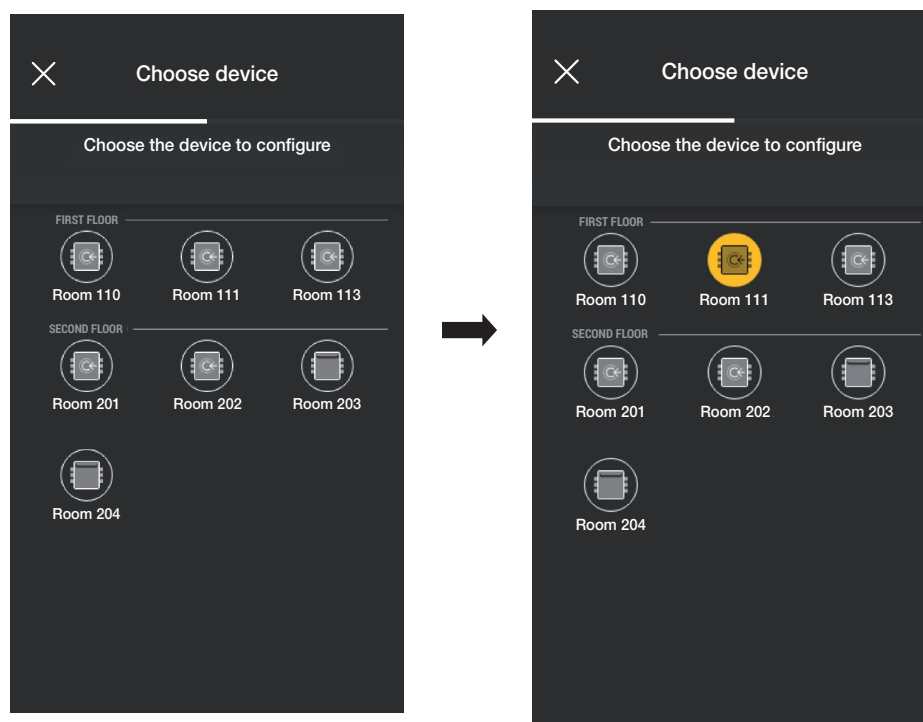 Choose device
Choose the device to configure
FIRST FLOOR
Room 110 Room 111 Room 113
SECOND FLOOR
Room 201 Room 202 Room 203
Room 204
Choose device
Choose the device to configure
FIRST FLOOR
Room 110 Room 111 Room 113
SECOND FLOOR
Room 201 Room 202 Room 203
Room 204